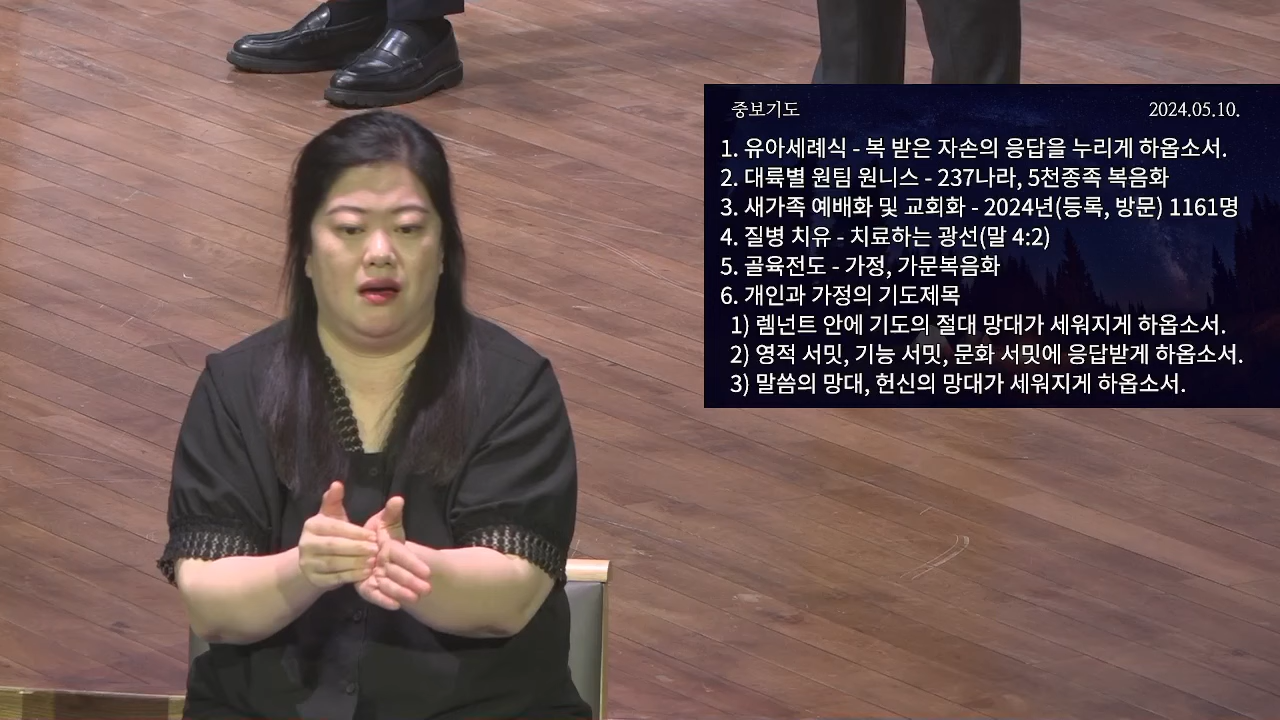 중보기도 2024.05.10.
1. 유아세례식 - 복 받은 자손의 응답을 누리게 하옵소서.
2. 대륙별 원팀 원니스 - 237나라, 5천종족 복음화
3. 새가족 예배화 및 교회화 - 2024년(등록, 방문) 1161명
4. 질병 치유 - 치료하는 광선(말 4:2)
5. 골육전도 - 가정, 가문복음화
6. 개인과 가정의 기도제목
1) 렘넌트 안에 기도의 절대 망대가 세워지게 하옵소서.
2) 영적 서밋, 기능 서밋, 문화 서밋에 응답받게 하옵소서.
3) 말씀의 망대, 헌신의 망대가 세워지게 하옵소서.